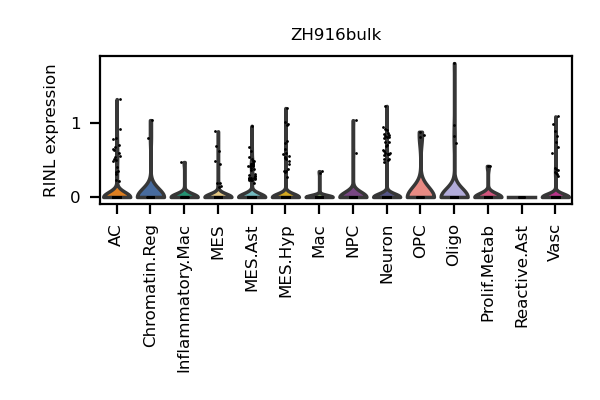 ZH916bulk
RINL expression
1
0
AC
Chromatin.Reg
Inflammatory.Mac
MES
MES.Ast
MES.Hyp
Mac
NPC
Neuron
OPC
Oligo
Prolif.Metab
Reactive.Ast
Vasc